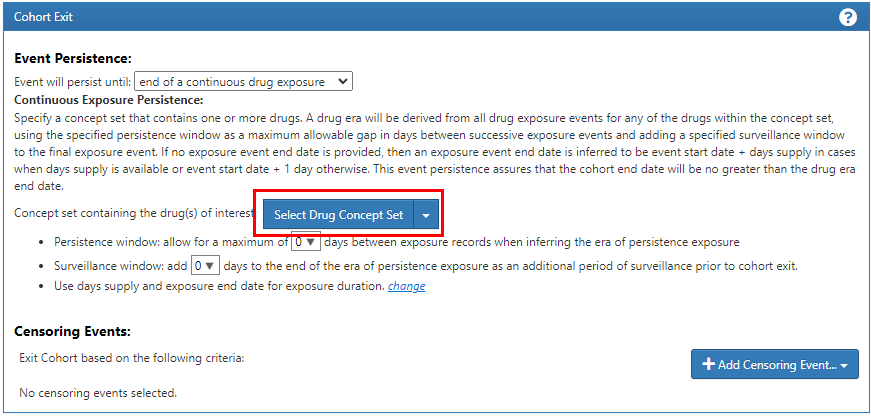 Cohort Exit ?
Event Persistence:
Event will persist until: end of a continuous drug exposure
Continuous Exposure Persistence:
Specify a concept set that contains one or more drugs. A drug era will be derived from all drug exposure events for any of the drugs within the concept set,
using the specified persistence window as a maximum allowable gap in days between successive exposure events and adding a specified surveillance window
to the final exposure event. If no exposure event end date is provided, then an exposure event end date is inferred to be event start date + days supply in cases
when days supply is available or event start date + 1 day otherwise. This event persistence assures that the cohort end date will be no greater than the drug era
end date.
Concept set containing the drug(s) of interest Select Drug Concept Set
• Persistence window: allow for a maximum of 0 ▼ days between exposure records when inferring the era of persistence exposure
• Surveillance window: add 0 ▼ days to the end of the era of persistence exposure as an additional period of surveillance prior to cohort exit.
• Use days supply and exposure end date for exposure duration. change
Censoring Events:
Exit Cohort based on the following criteria:
+ Add Censoring Event...
No censoring events selected.